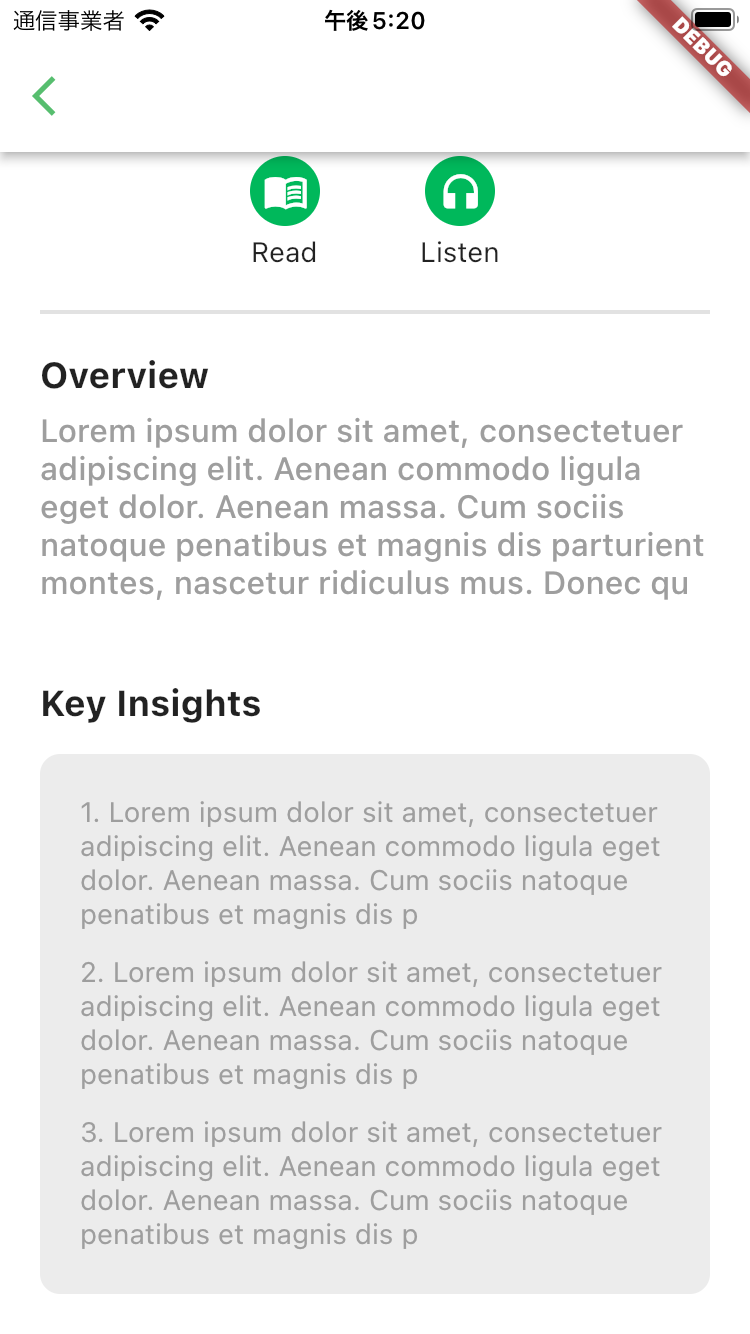 通信事業者 午後5:20
DEBUG
Read Listen
Overview
Lorem ipsum dolor sit amet, consectetuer
adipiscing elit. Aenean commodo ligula
eget dolor. Aenean massa. Cum sociis
natoque penatibus et magnis dis parturient
montes, nascetur ridiculus mus. Donec qu
Key Insights
1. Lorem ipsum dolor sit amet, consectetuer
adipiscing elit. Aenean commodo ligula eget
dolor. Aenean massa. Cum sociis natoque
penatibus et magnis dis p
2. Lorem ipsum dolor sit amet, consectetuer
adipiscing elit. Aenean commodo ligula eget
dolor. Aenean massa. Cum sociis natoque
penatibus et magnis dis p
3. Lorem ipsum dolor sit amet, consectetuer
adipiscing elit. Aenean commodo ligula eget
dolor. Aenean massa. Cum sociis natoque
penatibus et magnis dis p